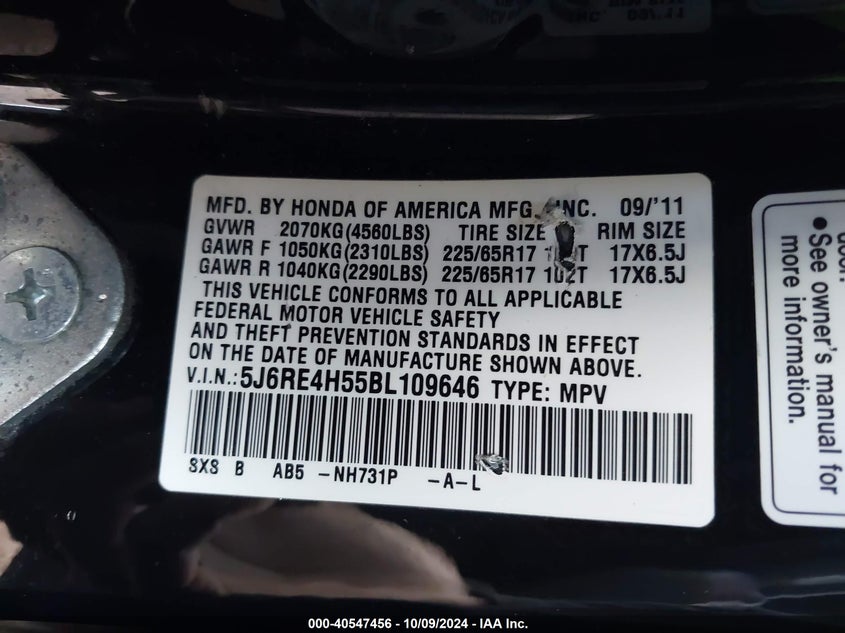 MFD. BY HONDA OF AMERICA MFG. INC. 09/'11
GVWR 2070KG(4560LBS) TIRE SIZE RIM SIZE
GAWR F 1050KG(2310LBS) 225/65R17 17X6.5J
GAWR R 1040KG(2290LBS) 225/65R17 102T 17X6.5J
THIS VEHICLE CONFORMS TO ALL APPLICABLE
FEDERAL MOTOR VEHICLE SAFETY
AND THEFT PREVENTION STANDARDS IN EFFECT
ON THE DATE OF MANUFACTURE SHOWN ABOVE.
V.I.N.: 5J6RE4H55BL109646 TYPE: MPV
SXS B AB5 -NH731P -A-L
•See owner's manual for
more information.
000-40547456 - 10/09/2024 - IAA Inc.